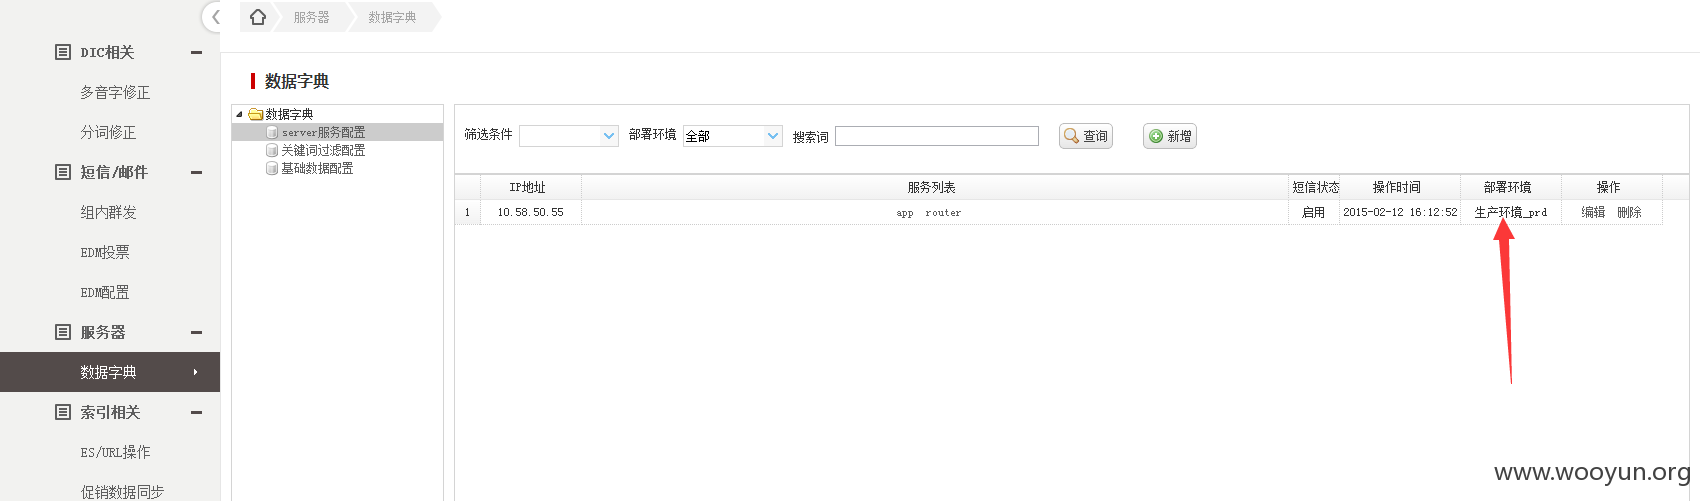 服务器 数据字典
DIC相关
多音字修正
分词修正
短信/邮件
组内群发
EDM投票
EDM配置
服务器
数据字典
索引相关
ES/URL操作
促销数据同步
数据字典
数据字典
server服务配置
关键词过滤配置
基础数据配置
筛选条件 部署环境 全部 搜索词 查询 新增
IP地址 服务列表 短信状态 操作时间 部署环境 操作
1 10.58.50.55 app router 启用 2015-02-12 16:12:52 生产环境_prd 编辑 删除
www.wooyun.org